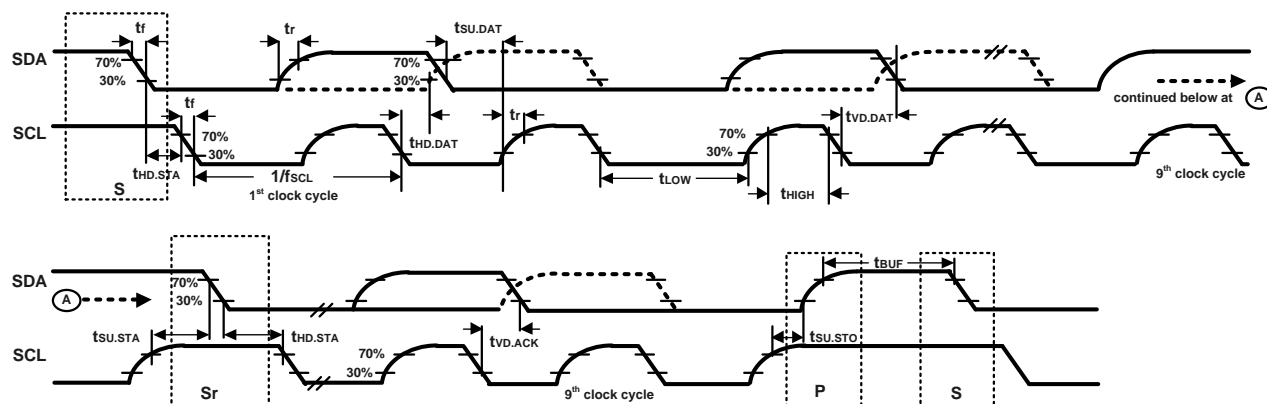 tf
tr
tSU.DAT
SDA
70%
30%
70%
30%
continued below at A
tf
tHD.DAT
tr
tVD.DAT
SCL
70%
30%
70%
30%
tHD.STA
1/fSCL
tLOW
tHIGH
S
1st clock cycle
9th clock cycle
tBUF
SDA
70%
30%
A
tSU.STA
tHD.STA
tVD.ACK
tSU.STO
SCL
70%
30%
Sr
9th clock cycle
P
S